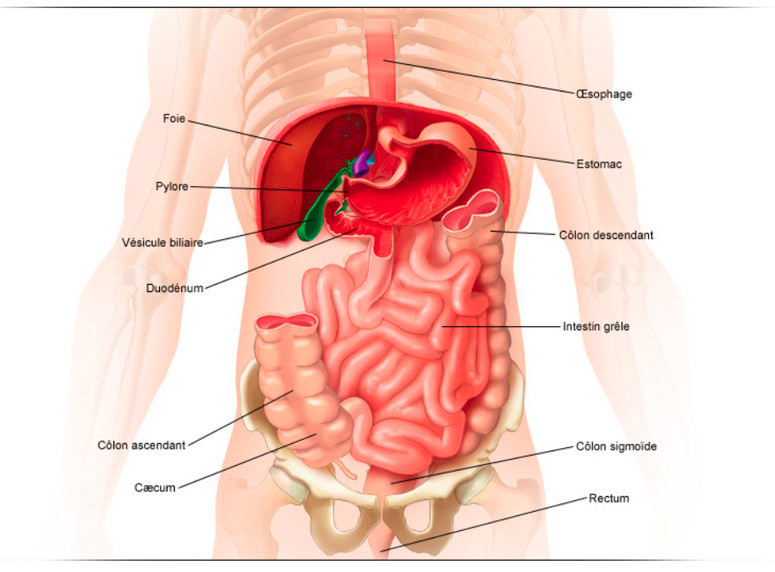 Œsophage
Foie
Estomac
Pylore
Côlon descendant
Vésicule biliaire
Duodénum
Intestin grêle
Côlon ascendant
Côlon sigmoïde
Cæcum
Rectum